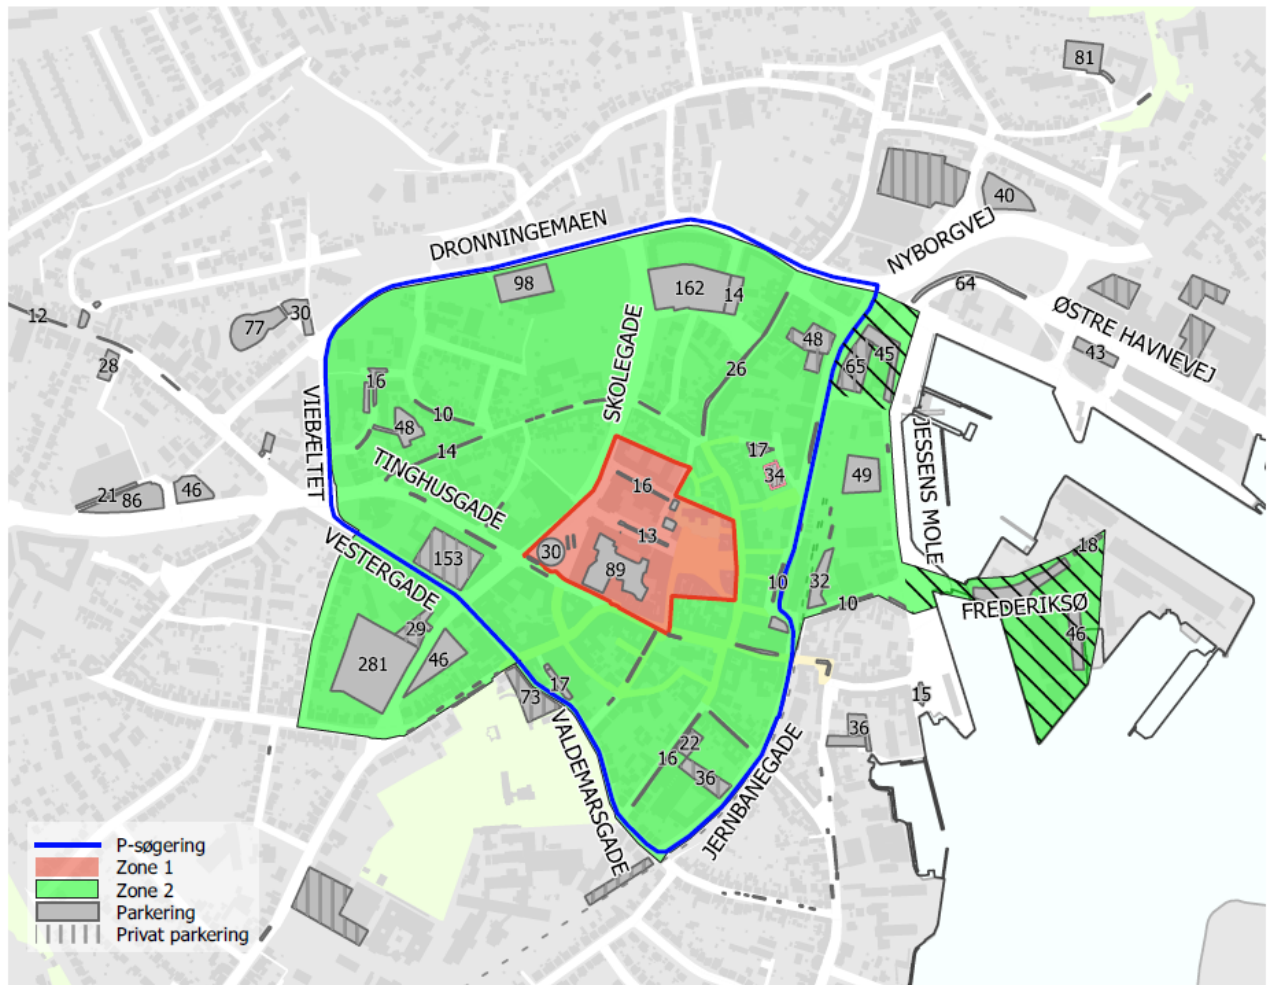 81
40
NYBORGVEJ
DRONNINGEMAEN
98
162
14
64
ØSTRE HAVNEVEJ
12
77
30
28
SKOLEGADE
26
48
65
45
43
16
10
48
14
VIEBÆLTET
TINGHUSGADE
17
34
49
JESSENS MOLE
21
86
46
16
13
VESTERGADE
153
30
89
10
32
10
18
FREDERIKSØ
46
29
281
46
73
17
15
36
VALDEMARSGADE
22
16
36
JERNBANEGADE
P-søgering
Zone 1
Zone 2
Parkering
Privat parkering